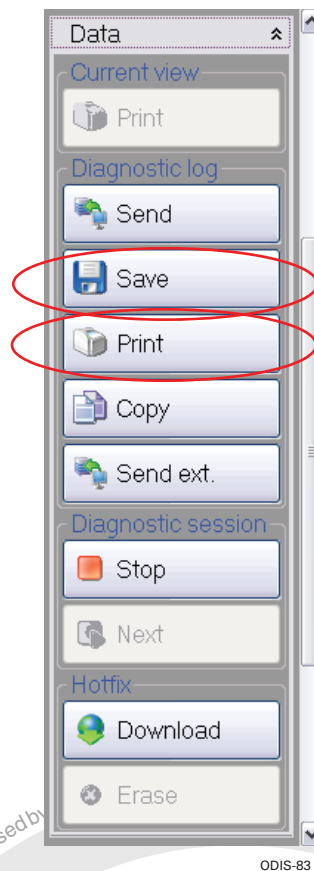 Data
Current view
Print
Diagnostic log
Send
Save
Print
Copy
Send ext.
Diagnostic session
Stop
Next
Hotfix
Download
Erase
ODIS-83